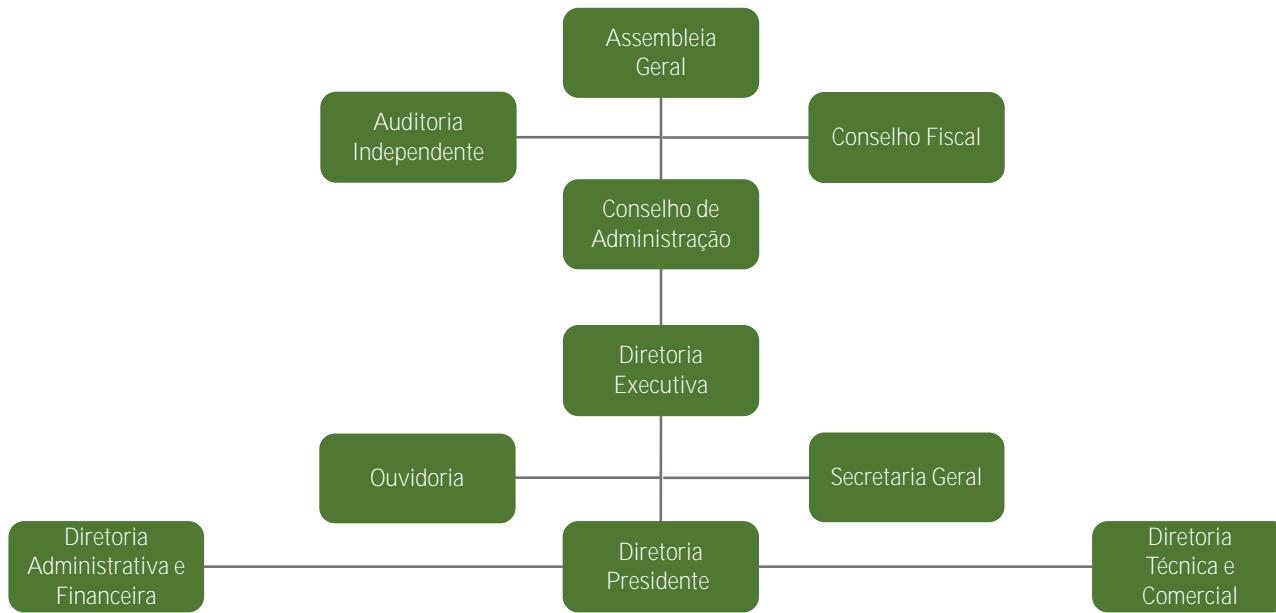 Assembleia
Geral
Auditoria
Independente
Conselho Fiscal
Conselho de
Administração
Diretoria
Executiva
Ouvidoria
Secretaria Geral
Diretoria
Administrativa e
Financeira
Diretoria
Presidente
Diretoria
Técnica e
Comercial